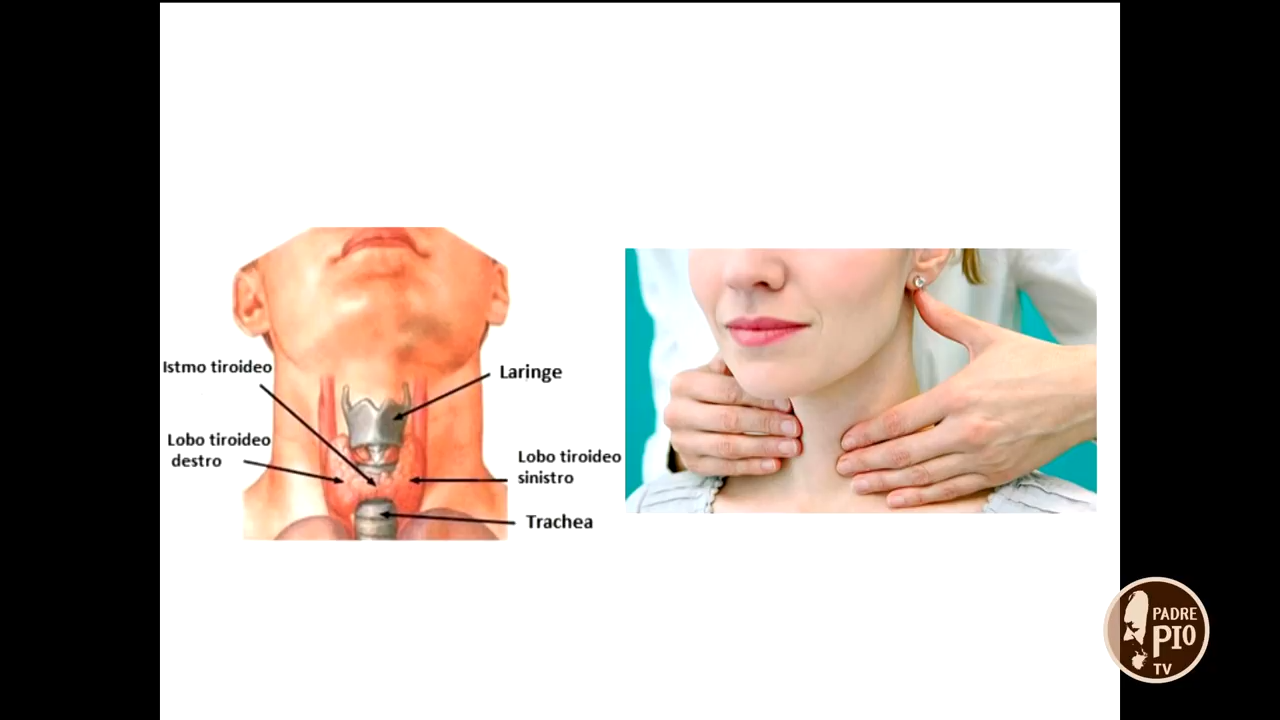 Istmo tiroideo
Laringe
Lobo tiroideo
destro
Lobo tiroideo
sinistro
Trachea
PADRE
PIO
TV